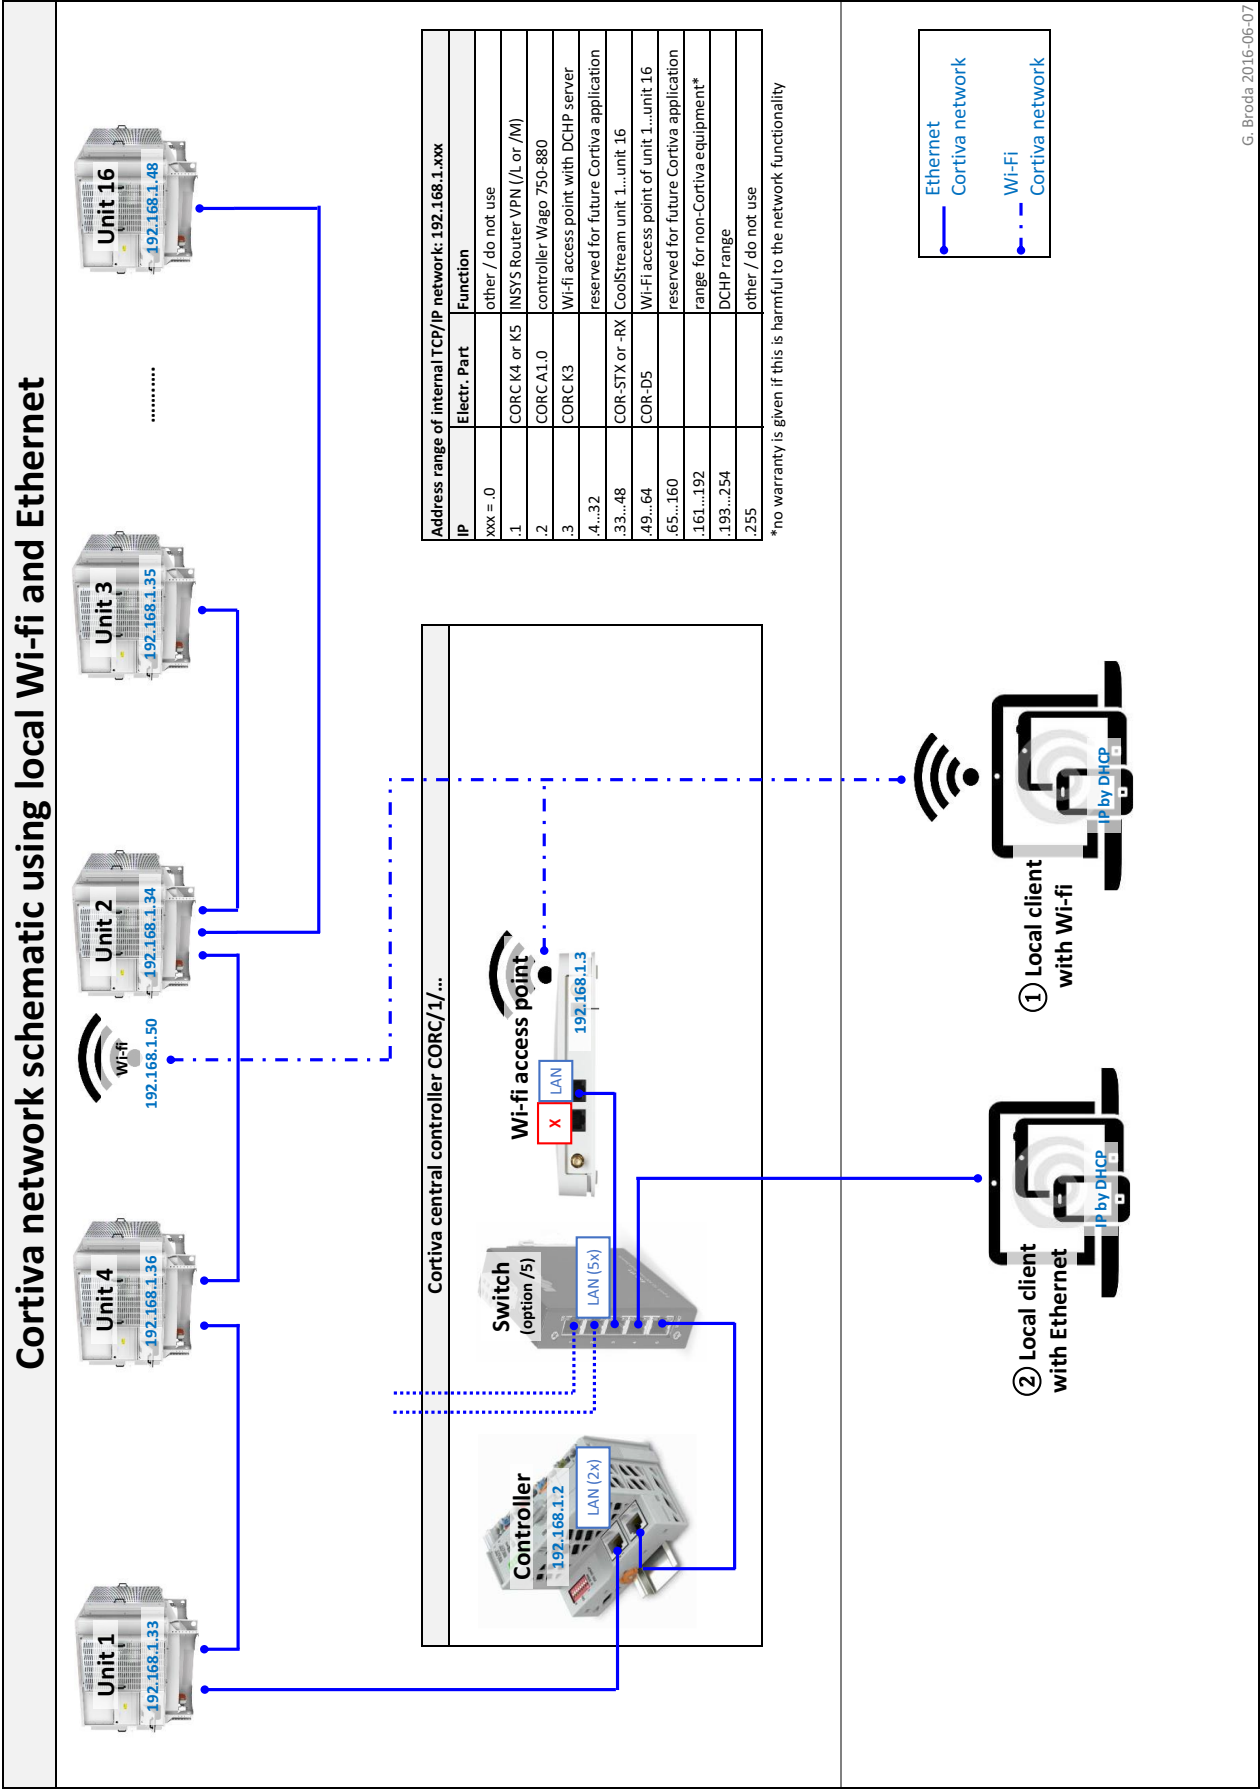 Cortiva network schematic using local Wi-fi and Ethernet
Unit 1
192.168.1.33
Unit 4
192.168.1.36
Wi-fi
192.168.1.50
Unit 2
192.168.1.34
Unit 3
192.168.1.35
..........
Unit 16
192.168.1.48
Cortiva central controller CORC/1/...
Controller
192.168.1.2
LAN (2x)
Switch
(option /5)
LAN (5x)
Wi-fi access point
X
LAN
192.168.1.3
Address range of internal TCP/IP network: 192.168.1.xxx
IP Electr. Part Function
xxx = .0 other / do not use
.1 CORC K4 or K5 INSYS Router VPN (/L or /M)
.2 CORC A1.0 controller Wago 750-880
.3 CORC K3 Wi-fi access point with DCHP server
.4...32 reserved for future Cortiva application
.33...48 COR-STX or -RX CoolStream unit 1...unit 16
.49...64 COR-D5 Wi-Fi access point of unit 1...unit 16
.65...160 reserved for future Cortiva application
.161...192 range for non-Cortiva equipment*
.193...254 DCHP range
.255 other / do not use
*no warranty is given if this is harmful to the network functionality
2 Local client
with Ethernet
IP by DHCP
1 Local client
with Wi-fi
IP by DHCP
Ethernet
Cortiva network
Wi-Fi
Cortiva network
G. Broda 2016-06-07